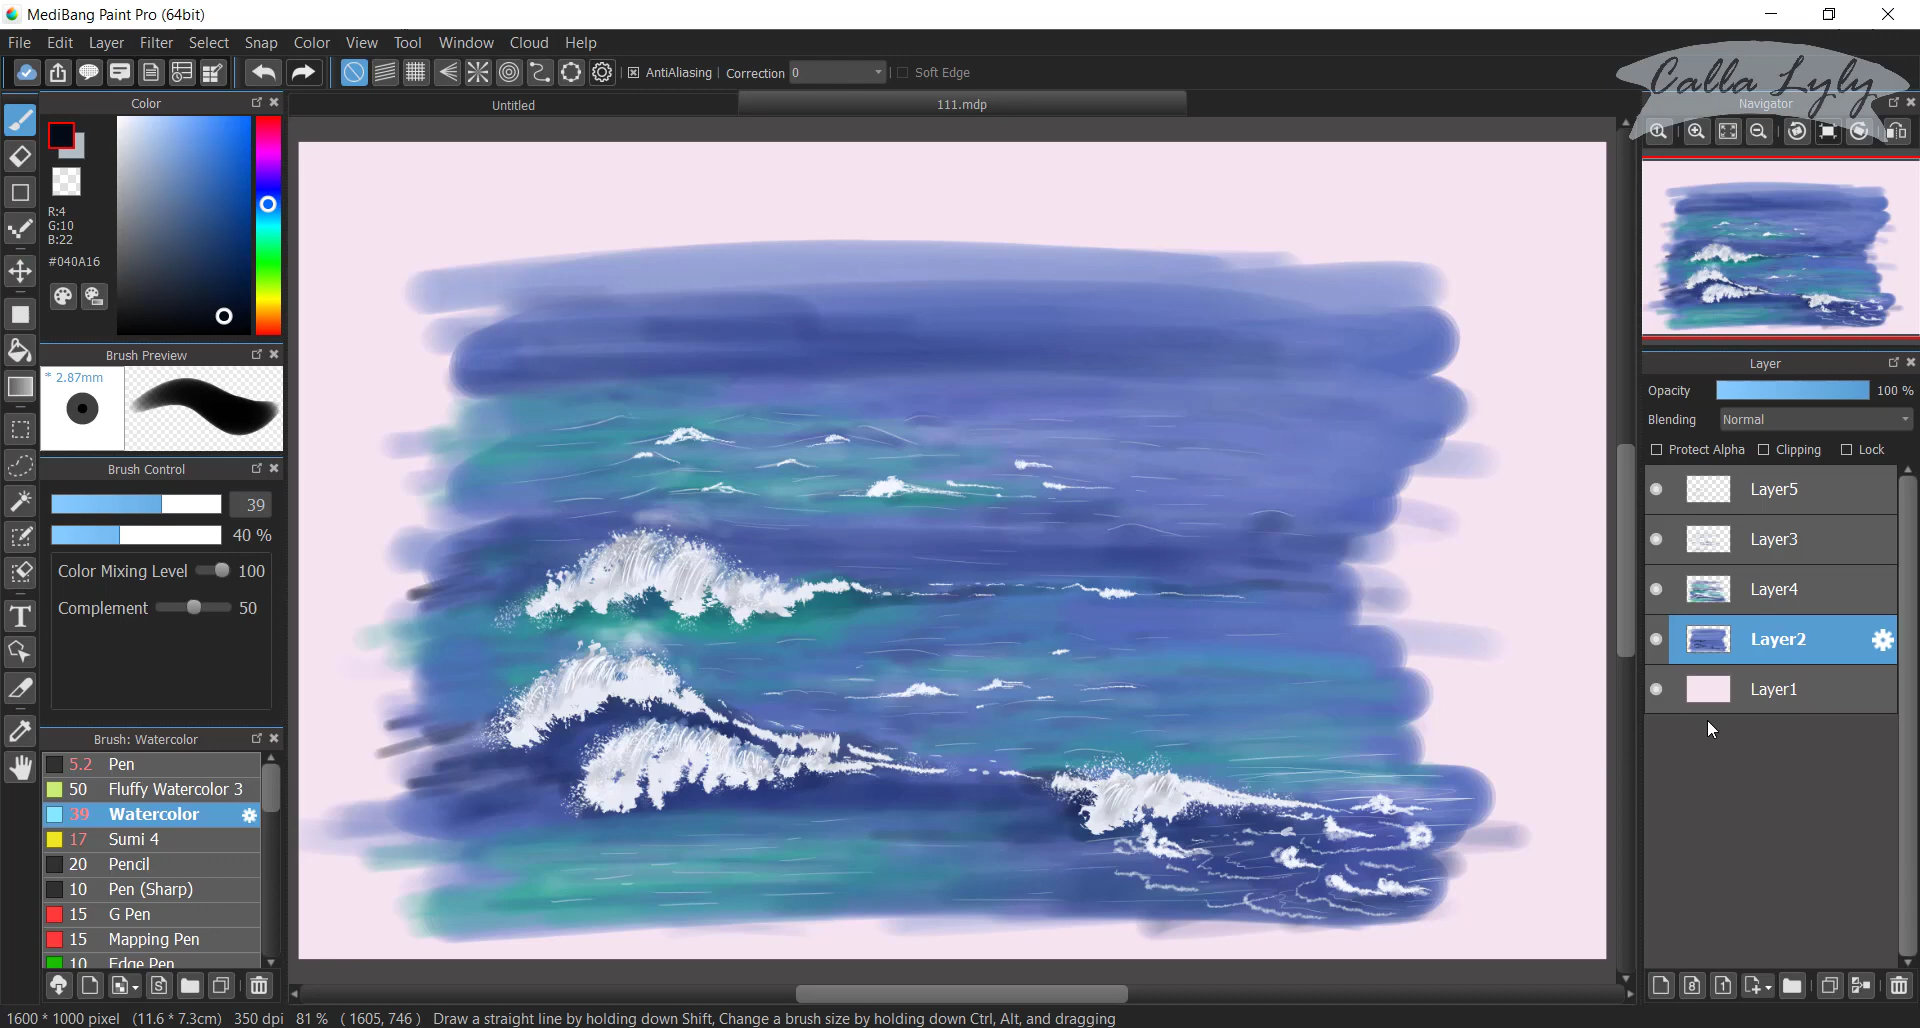 MediBang Paint Pro (64bit)
File Edit Layer Filter Select Snap Color View Tool Window Cloud Help
AntiAliasing Correction 0 Soft Edge
Calla Lyly
Color
Untitled
111.mdp
Navigator
R:4
G:10
B:22
#040A16
Brush Preview
* 2.87mm
Layer
Opacity 100 %
Blending Normal
Protect Alpha Clipping Lock
Brush Control
39
40 %
Color Mixing Level 100
Complement 50
Layer5
Layer3
Layer4
Layer2
Layer1
Brush: Watercolor
5.2 Pen
50 Fluffy Watercolor 3
39 Watercolor
17 Sumi 4
20 Pencil
10 Pen (Sharp)
15 G Pen
15 Mapping Pen
10 Edge Pen
1600 * 1000 pixel (11.6 * 7.3cm) 350 dpi 81 % ( 1605, 746 ) Draw a straight line by holding down Shift, Change a brush size by holding down Ctrl, Alt, and dragging